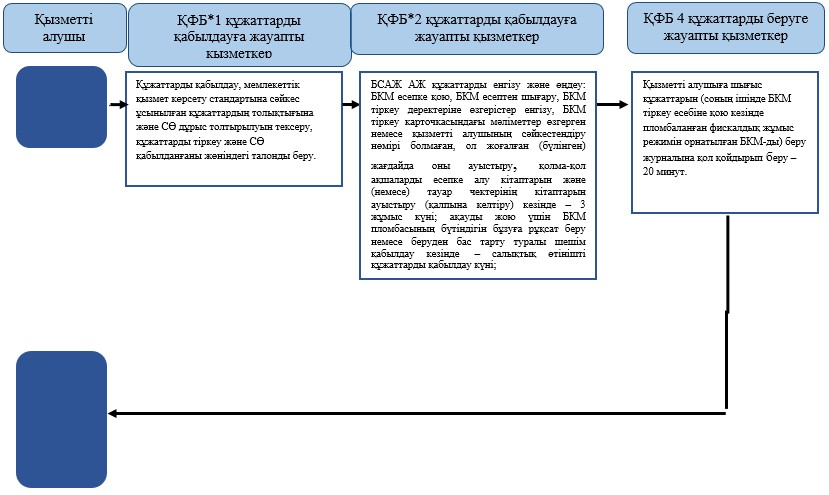 Қызметті
алушы
ҚФБ*1 құжаттарды
қабылдауға жауапты
қызметкер
ҚФБ*2 құжаттарды қабылдауға
жауапты қызметкер
ҚФБ 4 құжаттарды беруге
жауапты қызметкер
Құжаттарды қабылдау, мемлекеттік
қызмет көрсету стандартына сәйкес
ұсынылған құжаттардың толықтығына
және СӨ дұрыс толтырылуын тексеру,
құжаттарды тіркеу және СӨ
қабылданғаны жөніндегі талонды беру.
БСАЖ АЖ құжаттарды енгізу және өңдеу:
БКМ есепке қою, БКМ есептен шығару, БКМ
тіркеу деректеріне өзгерістер енгізу, БКМ
тіркеу карточкасындағы мәліметтер өзгерген
немесе қызметті алушының сәйкестендіру
нөмірі болмаған, ол жоғалған (бүлінген)
жағдайда оны ауыстыру, қолма-қол
ақшаларды есепке алу кітаптарын және
(немесе) тауар чектерінің кітаптарын
ауыстыру (қалпына келтіру) кезінде – 3
жұмыс күні; ақауды жою үшін БКМ
пломбасының бүтіндігін бұзуға рұқсат беру
немесе беруден бас тарту туралы шешім
қабылдау кезінде – салықтық өтінішті
құжаттарды қабылдау күні;
Қызметті алушыға шығыс
құжаттарын (соның ішінде БКМ
тіркеу есебіне қою кезінде
пломбаланған фискалдық жұмыс
режимін орнатылған БКМ-ды) беру
журналына қол қойдырып беру –
20 минут.